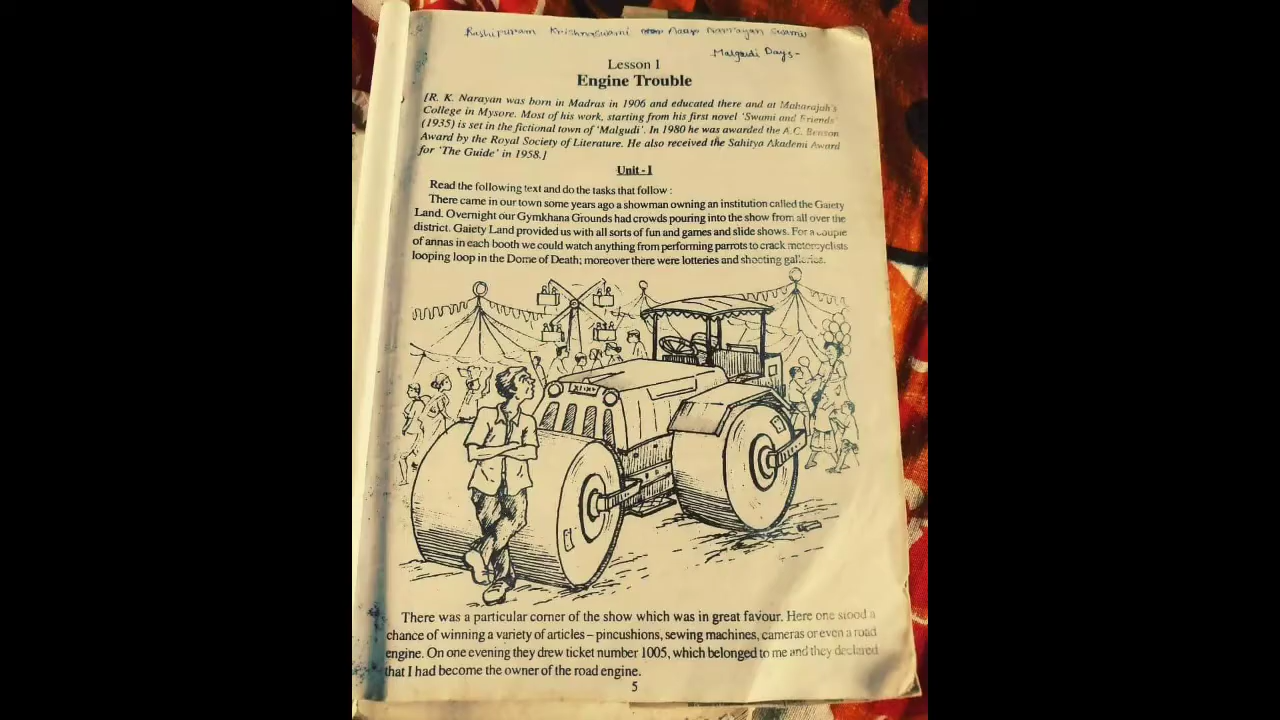 Krishnaswami Narrayan Swami
Malgudi Days-
Lesson 1
Engine Trouble
[R. K. Narayan was born in Madras in 1906 and educated there and at Maharajah's
College in Mysore. Most of his work, starting from his first novel 'Swami and Friends'
(1935) is set in the fictional town of 'Malgudi'. In 1980 he was awarded the A.C. Benson
Award by the Royal Society of Literature. He also received the Sahitya Akademi Award
for 'The Guide' in 1958.]
Unit - I
Read the following text and do the tasks that follow :
There came in our town some years ago a showman owning an institution called the Gaiety
Land. Overnight our Gymkhana Grounds had crowds pouring into the show from all over the
district. Gaiety Land provided us with all sorts of fun and games and slide shows. For a couple
of annas in each booth we could watch anything from performing parrots to crack motorcyclists
looping loop in the Dome of Death; moreover there were lotteries and shooting galleries.
There was a particular corner of the show which was in great favour. Here one stood a
chance of winning a variety of articles – pincushions, sewing machines, cameras or even a road
engine. On one evening they drew ticket number 1005, which belonged to me and they declared
that I had become the owner of the road engine.
5